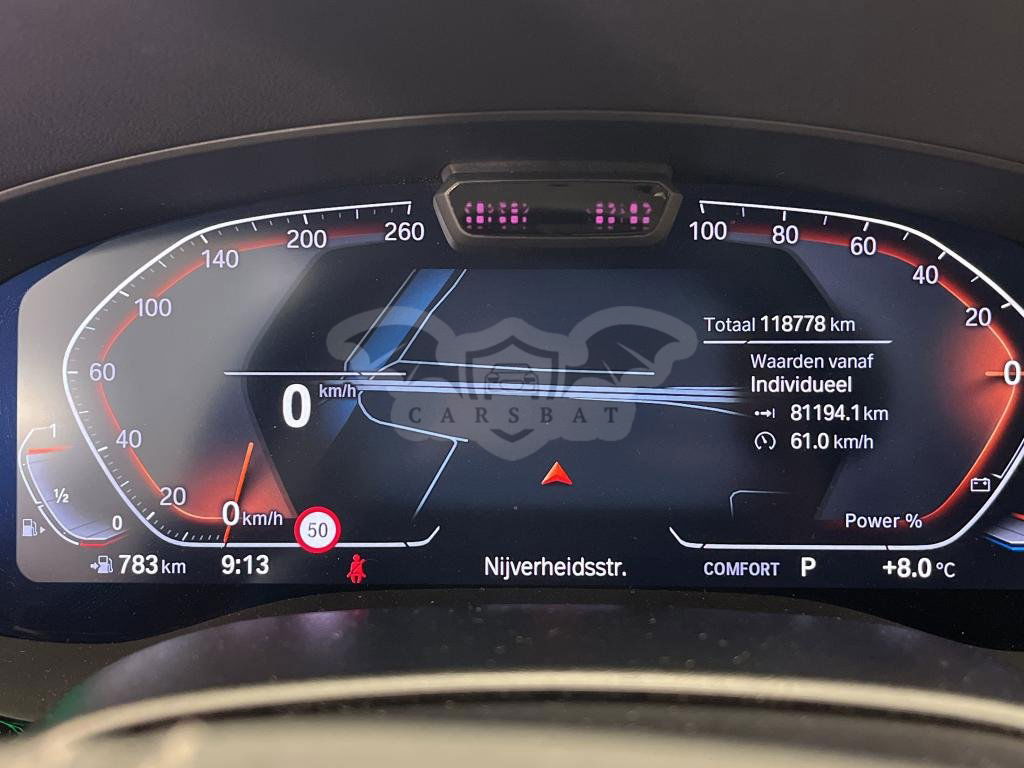 260
200
140
100
60
40
20
0 km/h
100
80
60
40
20
0
Power %
Totaal 118778 km
Waarden vanaf
Individueel
81194.1 km
61.0 km/h
0 km/h
CARSBAT
1
1/2
0
50
783 km
9:13
Nijverheidsstr.
COMFORT P
+8.0 °C